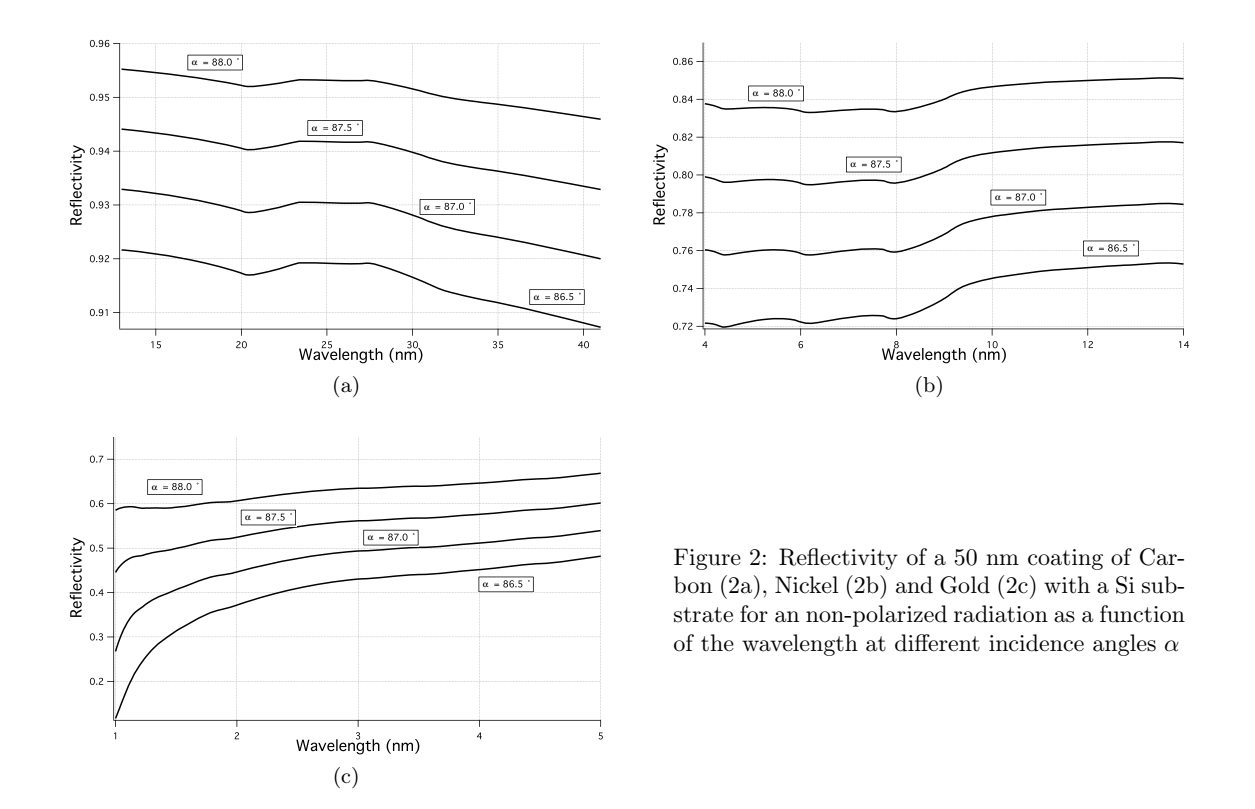 0.96
0.95
0.94
0.93
0.92
0.91
Reflectivity
α = 88.0 °
α = 87.5 °
α = 87.0 °
α = 86.5 °
15 20 25 30 35 40
Wavelength (nm)
(a)
0.86
0.84
0.82
0.80
0.78
0.76
0.74
0.72
Reflectivity
α = 88.0 °
α = 87.5 °
α = 87.0 °
α = 86.5 °
4 6 8 10 12 14
Wavelength (nm)
(b)
0.7
0.6
0.5
0.4
0.3
0.2
Reflectivity
α = 88.0 °
α = 87.5 °
α = 87.0 °
α = 86.5 °
1 2 3 4 5
Wavelength (nm)
(c)
Figure 2: Reflectivity of a 50 nm coating of Car-
bon (2a), Nickel (2b) and Gold (2c) with a Si sub-
strate for an non-polarized radiation as a function
of the wavelength at different incidence angles α